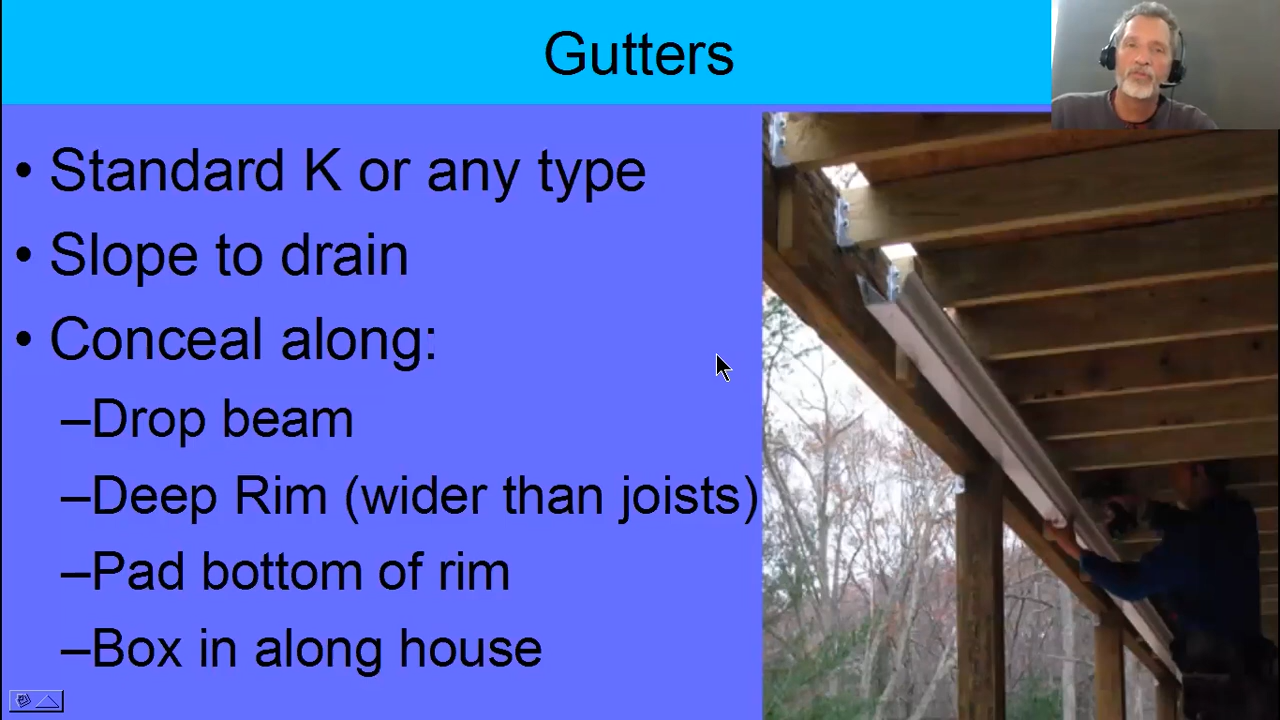 Gutters
• Standard K or any type
• Slope to drain
• Conceal along:
–Drop beam
–Deep Rim (wider than joists)
–Pad bottom of rim
–Box in along house